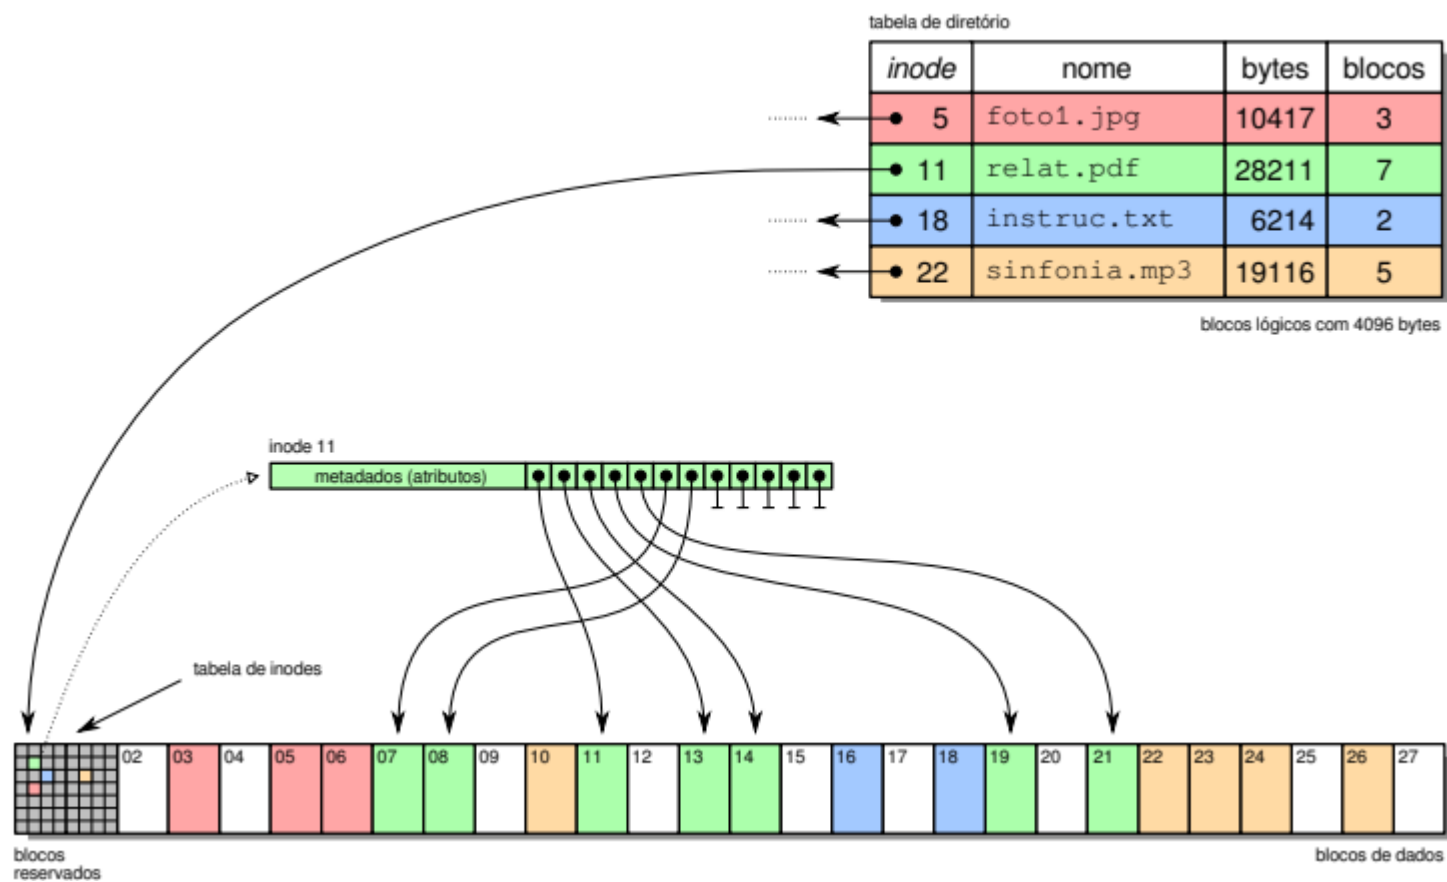 tabela de diretório
inode nome bytes blocos
5 foto1.jpg 10417 3
11 relat.pdf 28211 7
18 instruc.txt 6214 2
22 sinfonia.mp3 19116 5
blocos lógicos com 4096 bytes
inode 11
metadados (atributos)
tabela de inodes
02 03 04 05 06 07 08 09 10 11 12 13 14 15 16 17 18 19 20 21 22 23 24 25 26 27
blocos
reservados
blocos de dados